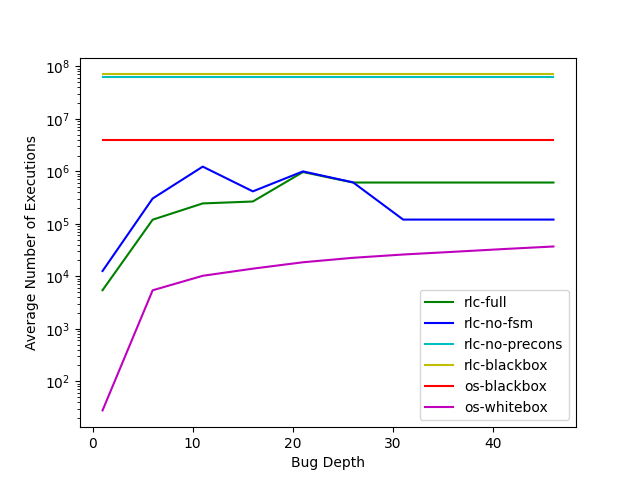 10^8
10^7
10^6
10^5
10^4
10^3
10^2
Average Number of Executions
0 10 20 30 40
Bug Depth
rlc-full
rlc-no-fsm
rlc-no-precons
rlc-blackbox
os-blackbox
os-whitebox